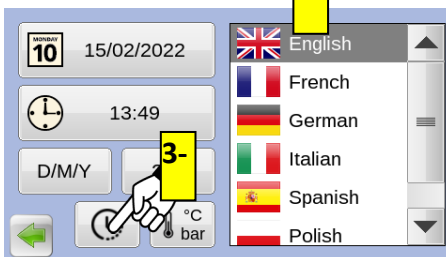 MONDAY
10
15/02/2022
13:49
D/M/Y
3-
°C
bar
English
French
German
Italian
Spanish
Polish